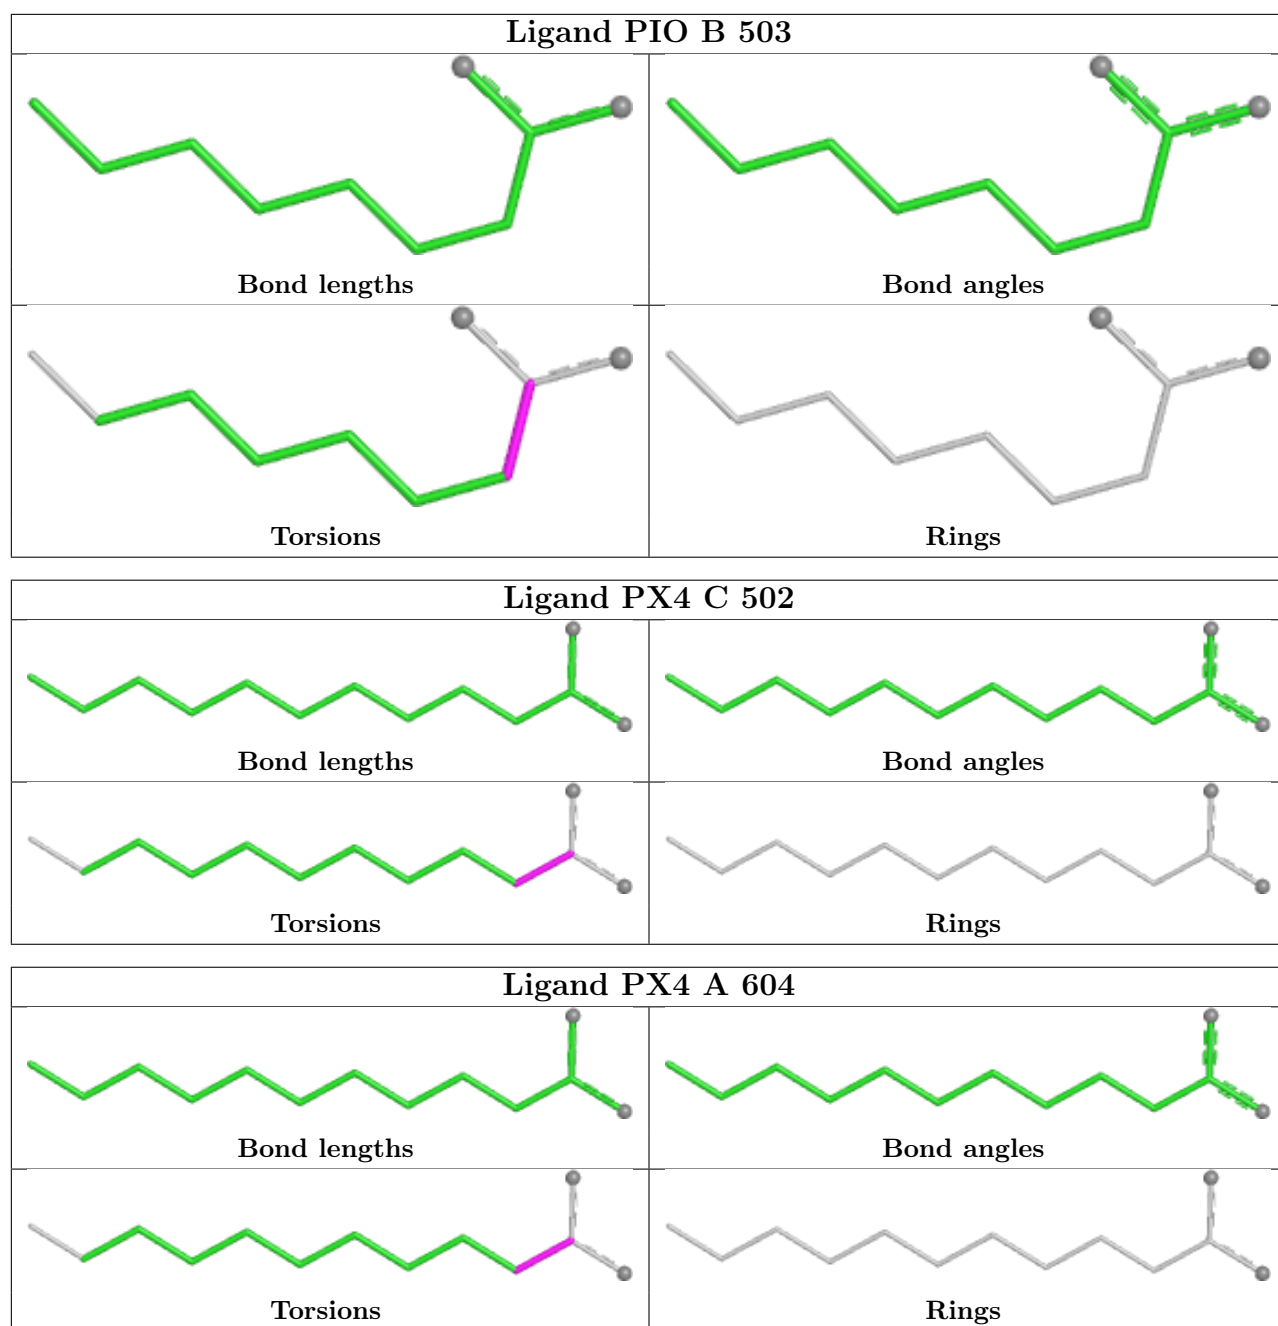 Ligand PIO B 503
Bond lengths
Bond angles
Torsions
Rings
Ligand PX4 C 502
Bond lengths
Bond angles
Torsions
Rings
Ligand PX4 A 604
Bond lengths
Bond angles
Torsions
Rings